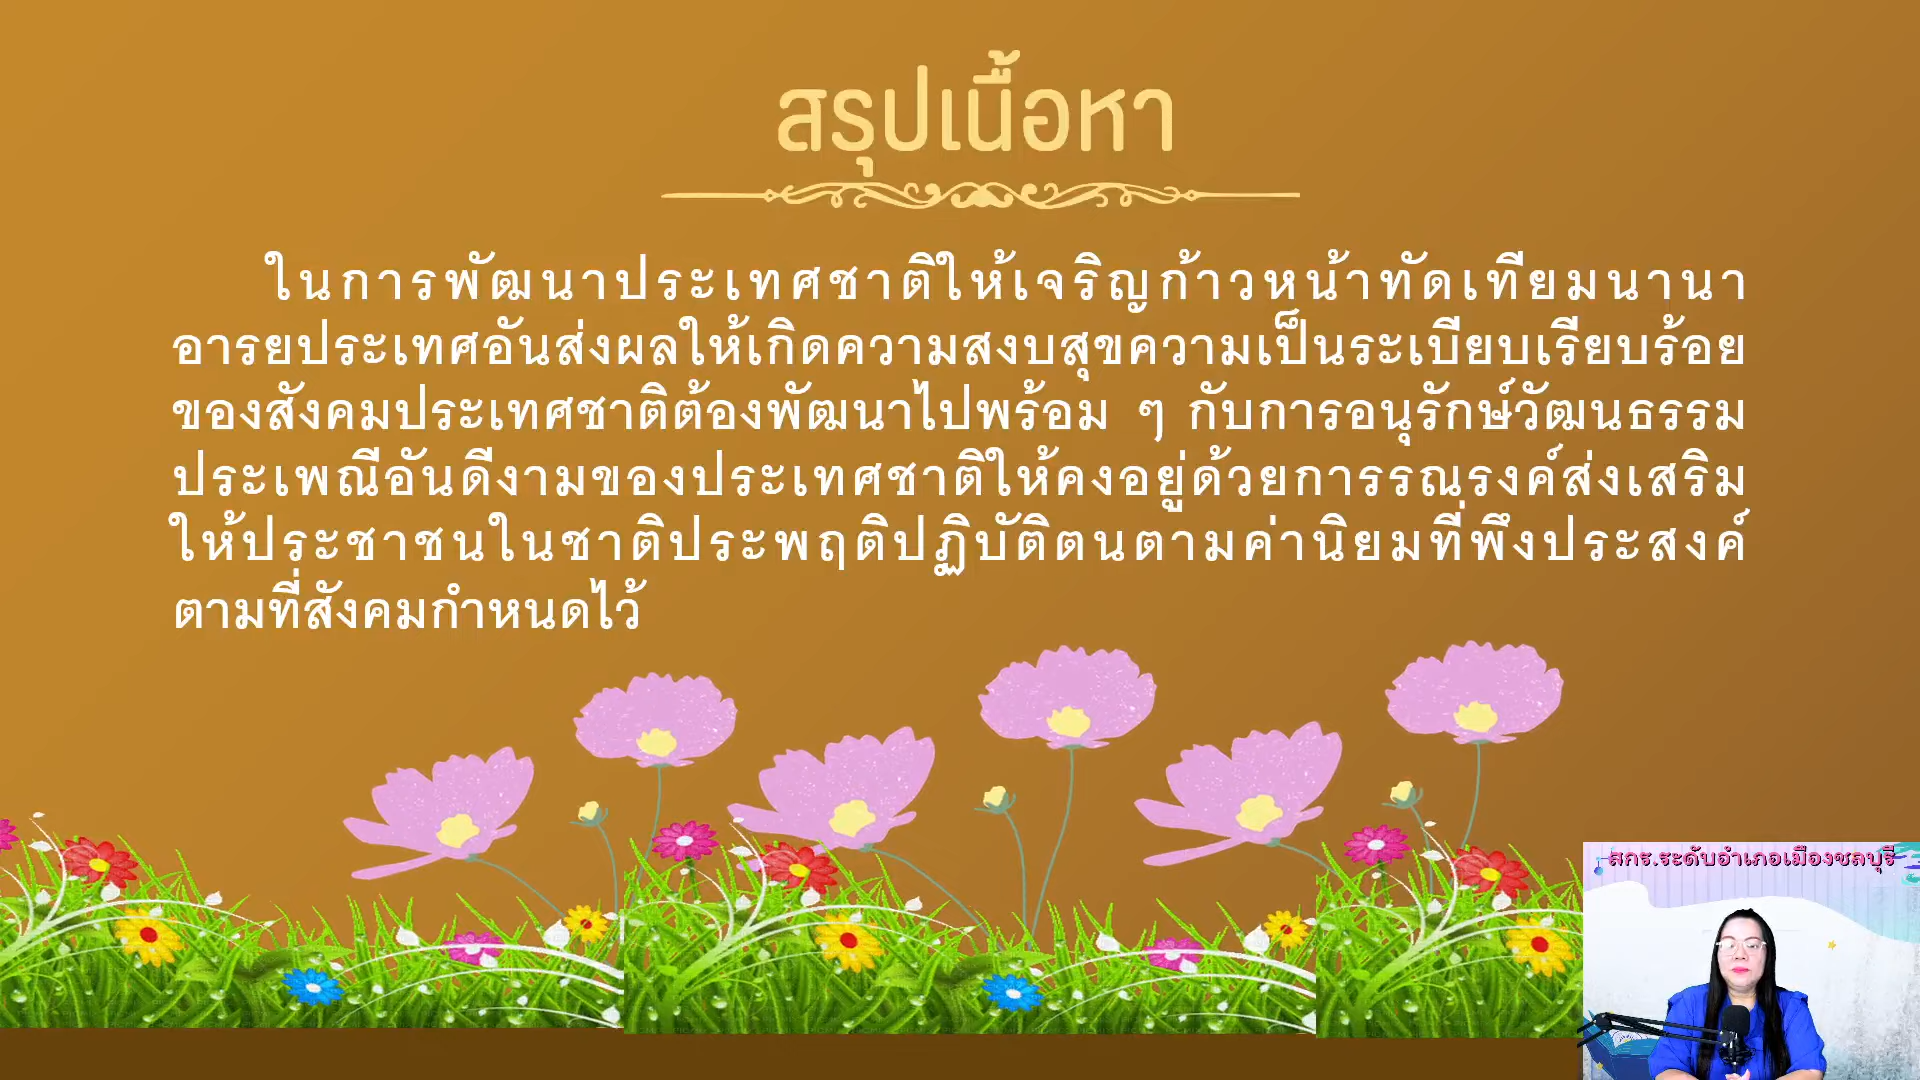 สรุปเนื้อหา
ในการพัฒนาประเทศชาติให้เจริญก้าวหน้าทัดเทียมนานา
อารยประเทศอันส่งผลให้เกิดความสงบสุขความเป็นระเบียบเรียบร้อย
ของสังคมประเทศชาติต้องพัฒนาไปพร้อม ๆ กับการอนุรักษ์วัฒนธรรม
ประเพณีอันดีงามของประเทศชาติให้คงอยู่ด้วยการรณรงค์ส่งเสริม
ให้ประชาชนในชาติประพฤติปฏิบัติตนตามค่านิยมที่พึงประสงค์
ตามที่สังคมกำหนดไว้
สกร.ระดับอำเภอเมืองชลบุรี